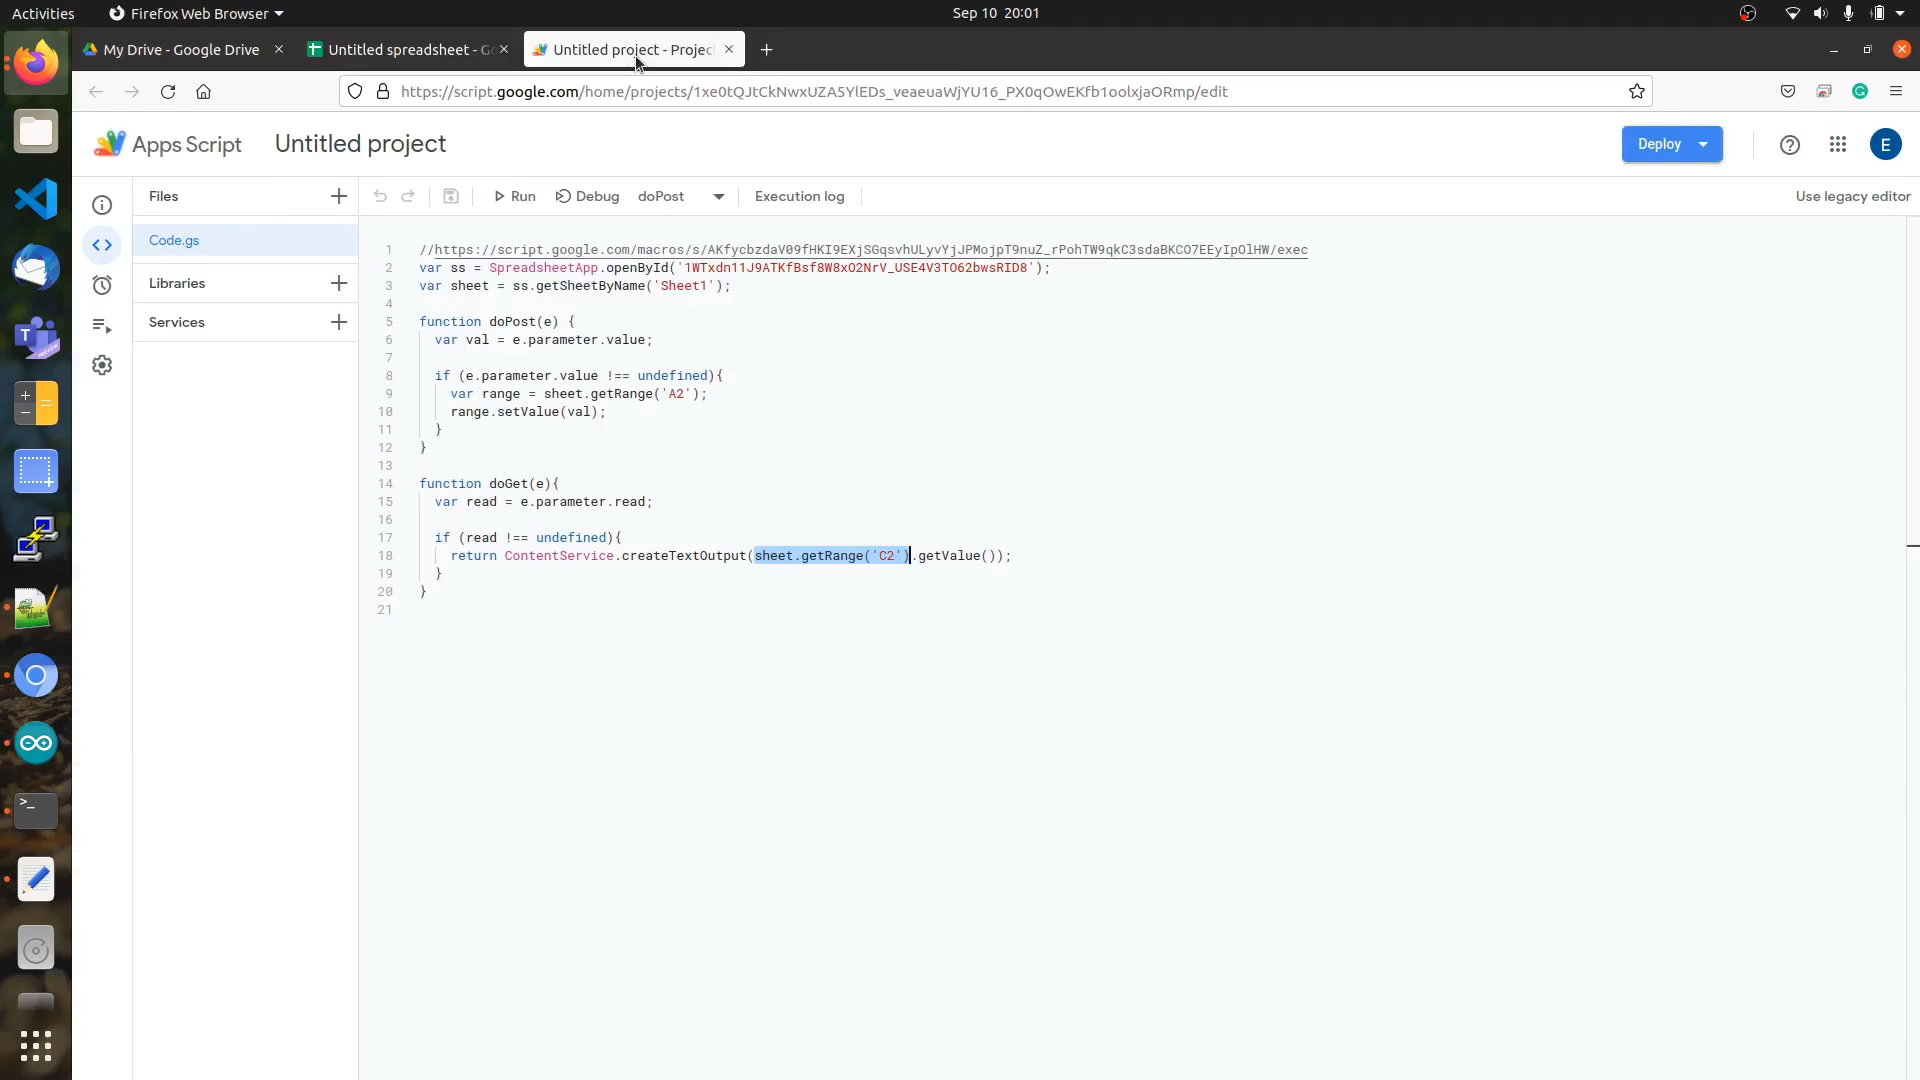 Activities
Firefox Web Browser
Sep 10 20:01
My Drive - Google Drive
Untitled spreadsheet - Go
Untitled project - Projec
https://script.google.com/home/projects/1xe0tQJtCkNwxUZA5YlEDs_veaeuaWjYU16_PX0qOwEKfb1oolxjaORmp/edit
Apps Script
Untitled project
Deploy
E
Files
Run
Debug
doPost
Execution log
Use legacy editor
Code.gs
Libraries
Services
1 //https://script.google.com/macros/s/AKfycbzdaV09fHKI9EXjSGqsvhULyvYjJPMojpT9nuZ_rPohTW9qkC3sdaBKCO7EEyIpOlHW/exec
2 var ss = SpreadsheetApp.openById('1WTxdn11J9ATKfBsf8W8xO2NrV_USE4V3TO62bwsRID8');
3 var sheet = ss.getSheetByName('Sheet1');
4
5 function doPost(e) {
6 var val = e.parameter.value;
7
8 if (e.parameter.value !== undefined){
9 var range = sheet.getRange('A2');
10 range.setValue(val);
11 }
12 }
13
14 function doGet(e){
15 var read = e.parameter.read;
16
17 if (read !== undefined){
18 return ContentService.createTextOutput(sheet.getRange('C2').getValue());
19 }
20 }
21